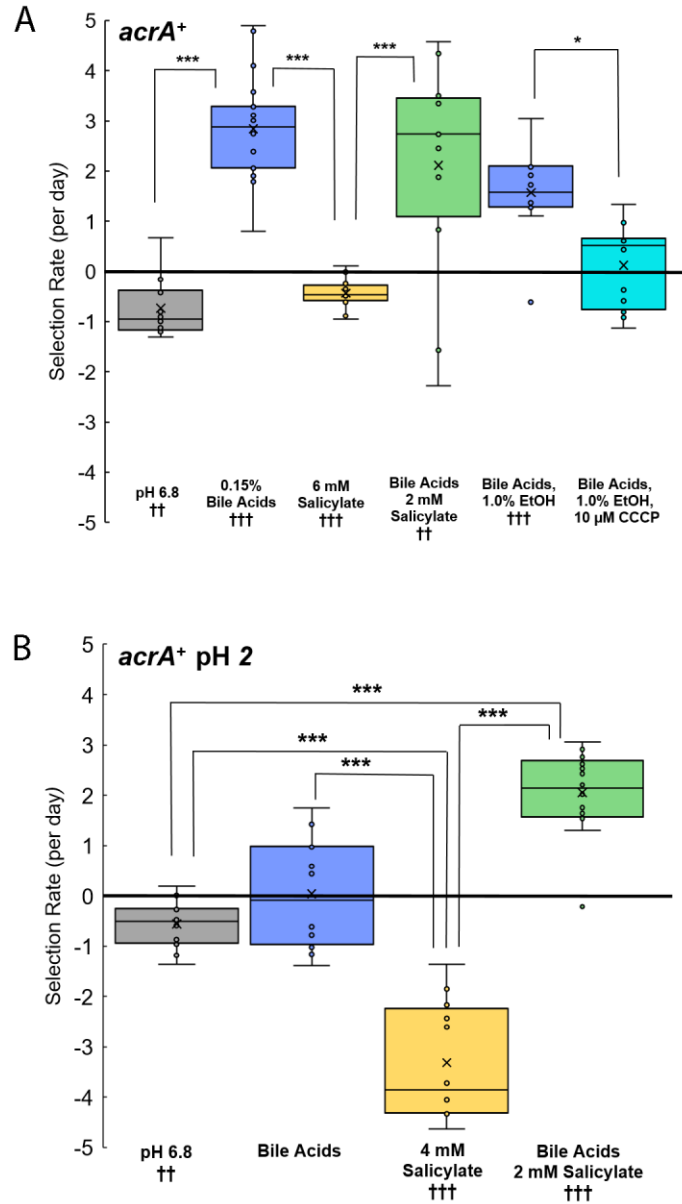 A
acrA+
Selection Rate (per day)
5
4
3
2
1
0
-1
-2
-3
-4
-5
***
***
***
*
pH 6.8
††
0.15%
Bile Acids
†††
6 mM
Salicylate
†††
Bile Acids
2 mM
Salicylate
††
Bile Acids,
1.0% EtOH
†††
Bile Acids,
1.0% EtOH,
10 µM CCCP
B
acrA+ pH 2
Selection Rate (per day)
5
4
3
2
1
0
-1
-2
-3
-4
-5
***
***
***
***
pH 6.8
††
Bile Acids
4 mM
Salicylate
†††
Bile Acids
2 mM Salicylate
†††